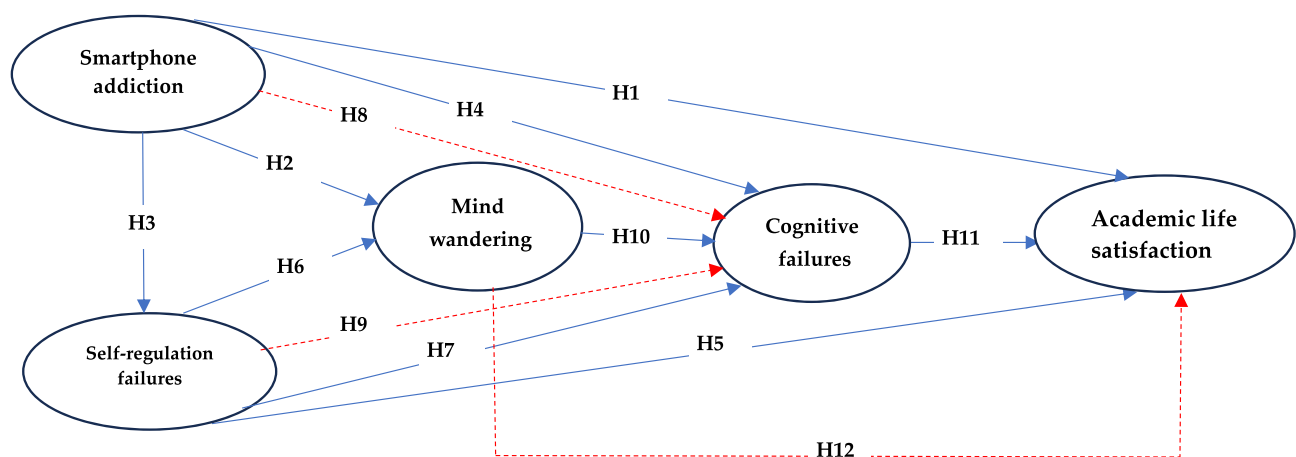 Smartphone
addiction
H1
H4
H8
H2
Mind
wandering
H3
Cognitive
failures
Academic life
satisfaction
H10
H11
H6
H9
Self-regulation
failures
H7
H5
H12